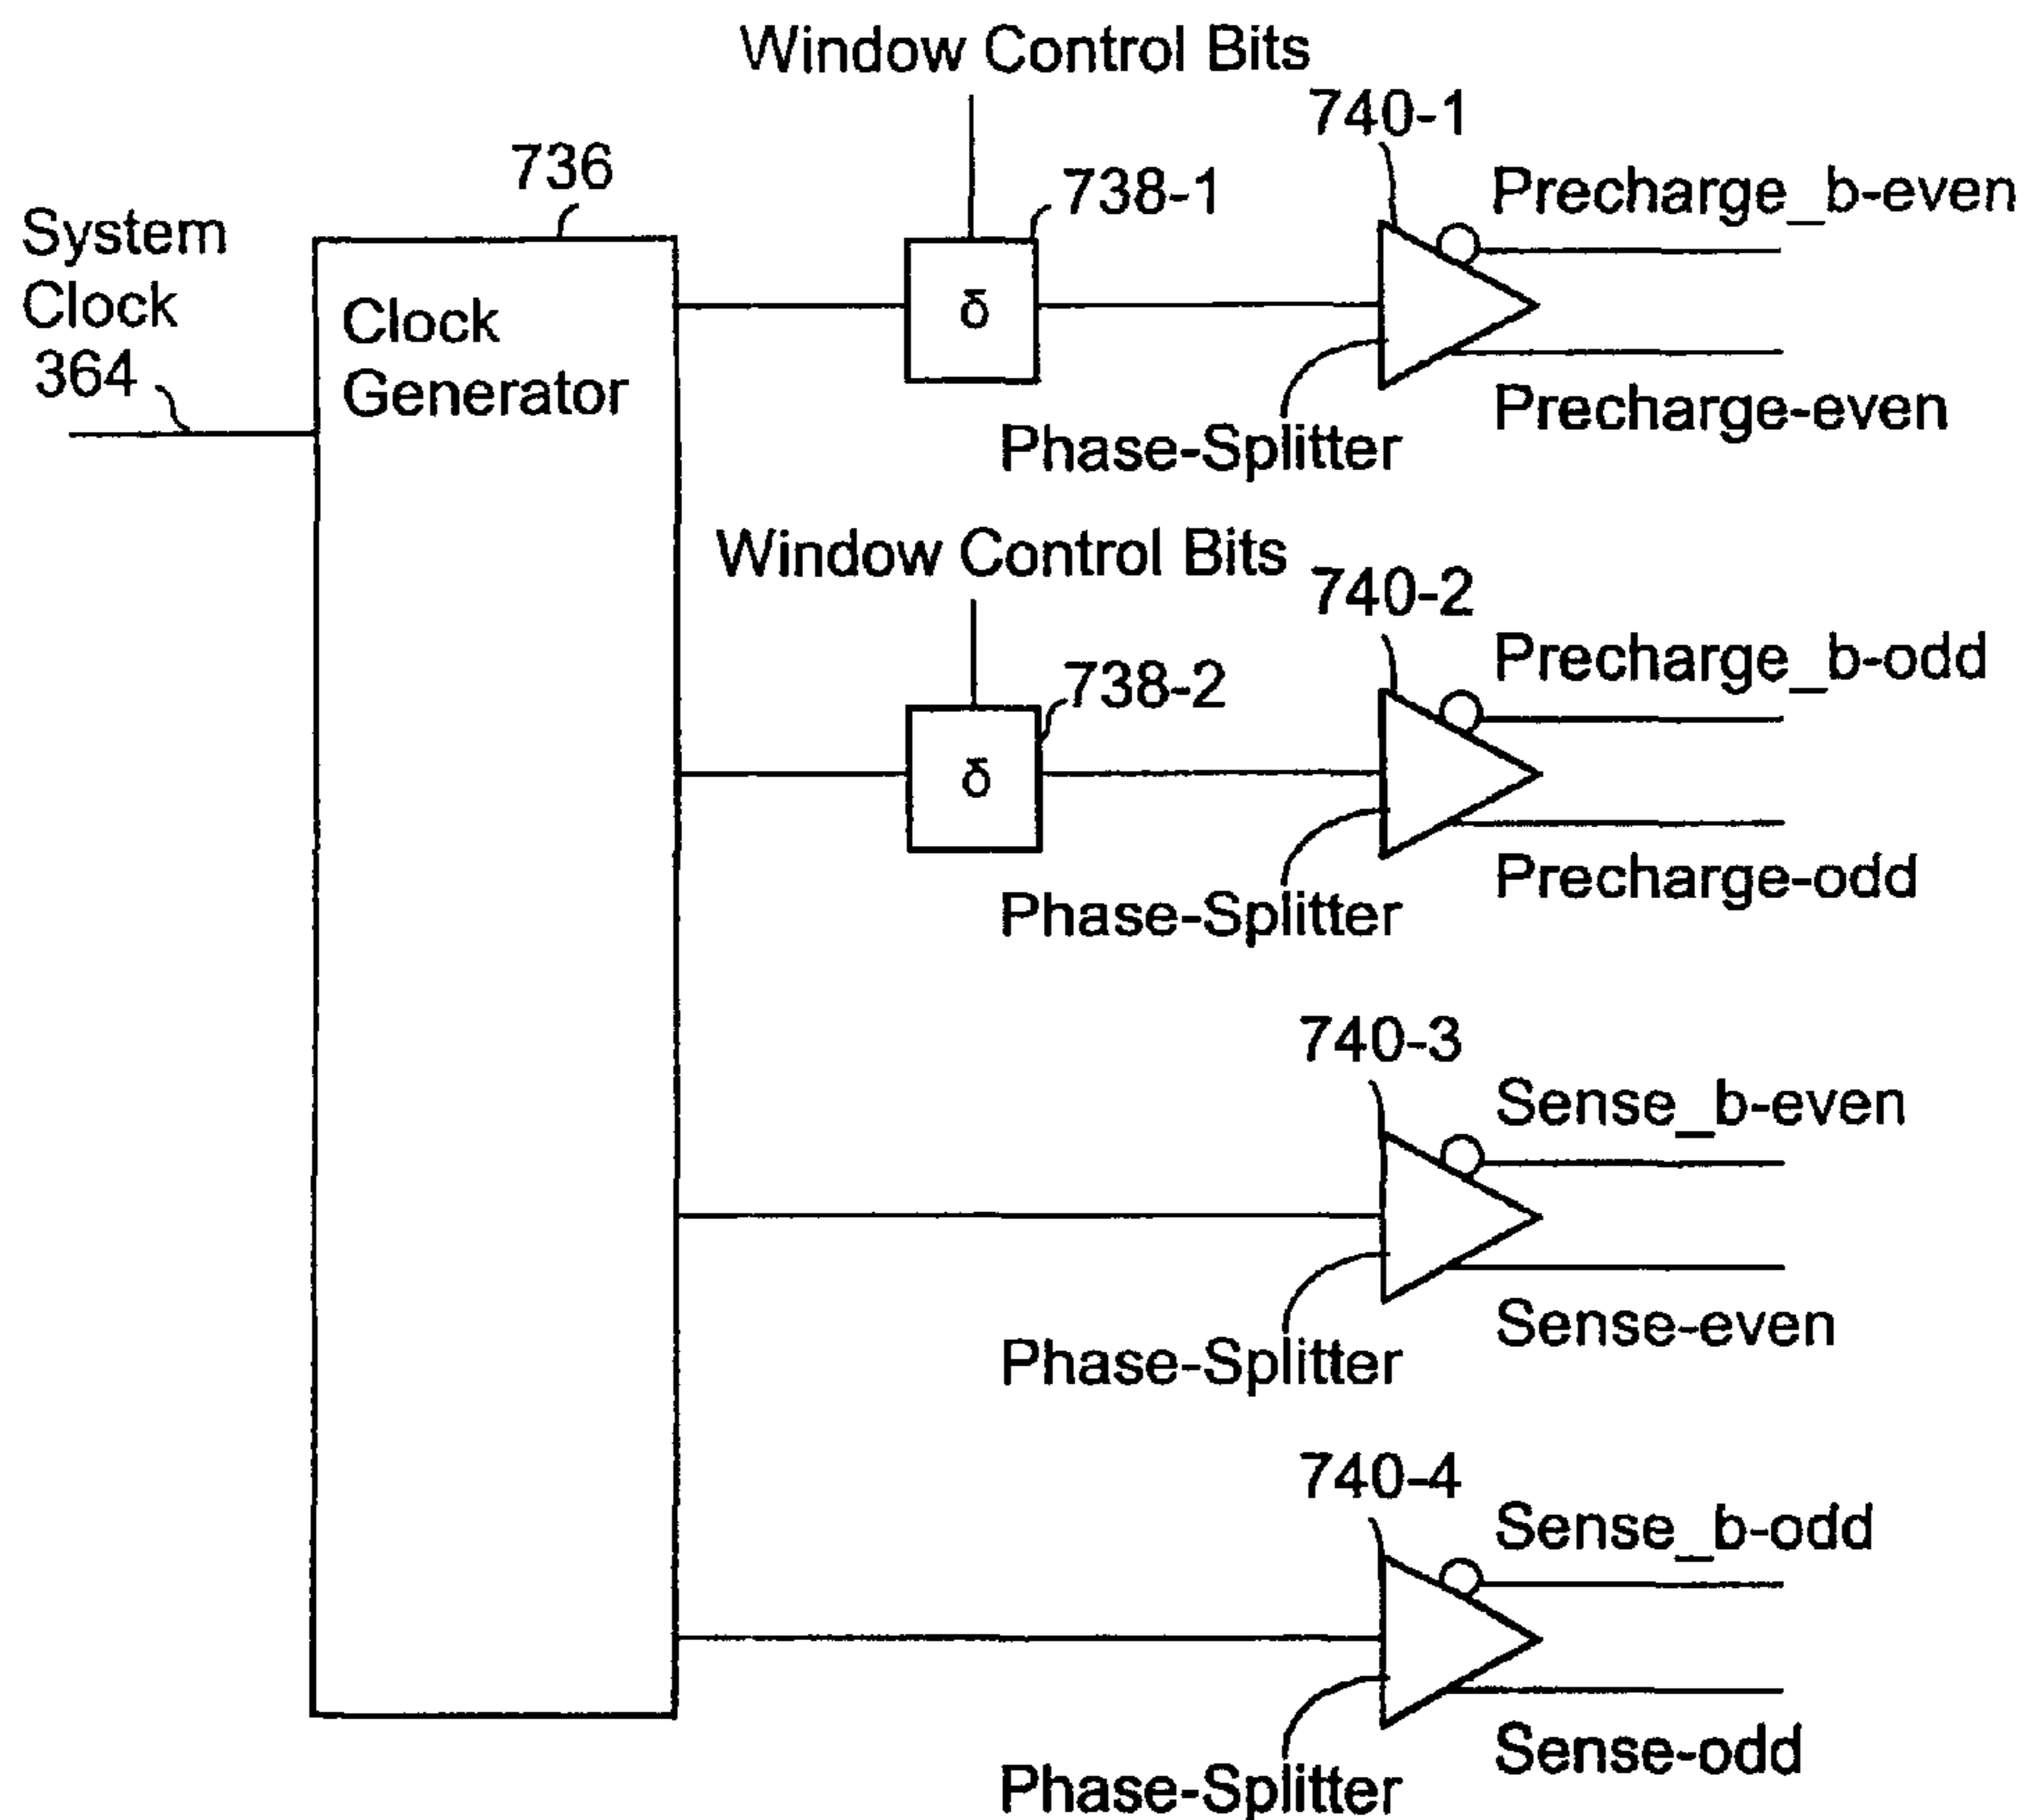 Window Control Bits
740-1
736
738-1
Precharge_b-even
System
Clock
364
Clock
Generator
δ
Precharge-even
Phase-Splitter
Window Control Bits
740-2
738-2
Precharge_b-odd
δ
Precharge-odd
Phase-Splitter
740-3
Sense_b-even
Sense-even
Phase-Splitter
740-4
Sense_b-odd
Sense-odd
Phase-Splitter